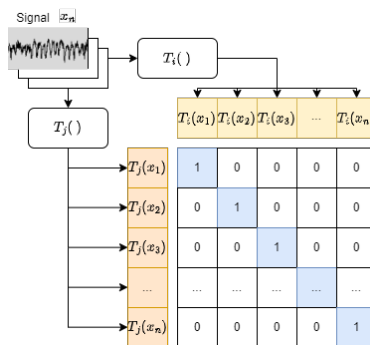 Signal x_n
T_i( )
T_j( )
T_i(x_1) T_i(x_2) T_i(x_3) ... T_i(x_n
T_j(x_1) 1 0 0 0 0
T_j(x_2) 0 1 0 0 0
T_j(x_3) 0 0 1 0 0
... ... ... ... ... ...
T_j(x_n) 0 0 0 0 1